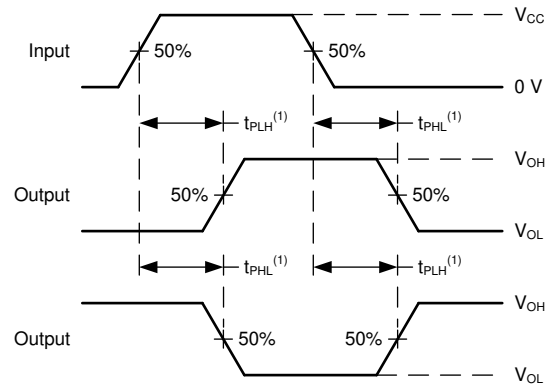 V_CC
Input 50% 50%
0 V
t_PLH^(1) t_PHL^(1)
V_OH
Output 50% 50%
V_OL
t_PHL^(1) t_PLH^(1)
V_OH
Output 50% 50%
V_OL